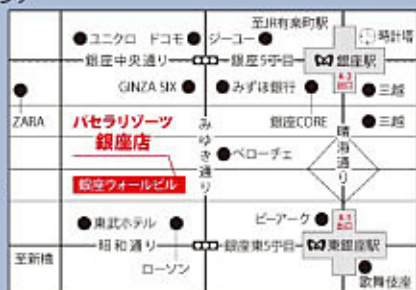 至JR有楽町駅
ユニクロ ドコモ ジーユー 時計塔
銀座中央通り 銀座5丁目 銀座駅
GINZA SIX みずほ銀行 A-3 出口 三越
ZARA パセラリゾーツ 銀座店 みゆき通り 銀座CORE 晴海通り 三越
ベローチェ
銀座ウォールビル
東武ホテル ピーアーク 出口
昭和通り 銀座東5丁目 東銀座駅
至新橋 ローソン
歌舞伎座